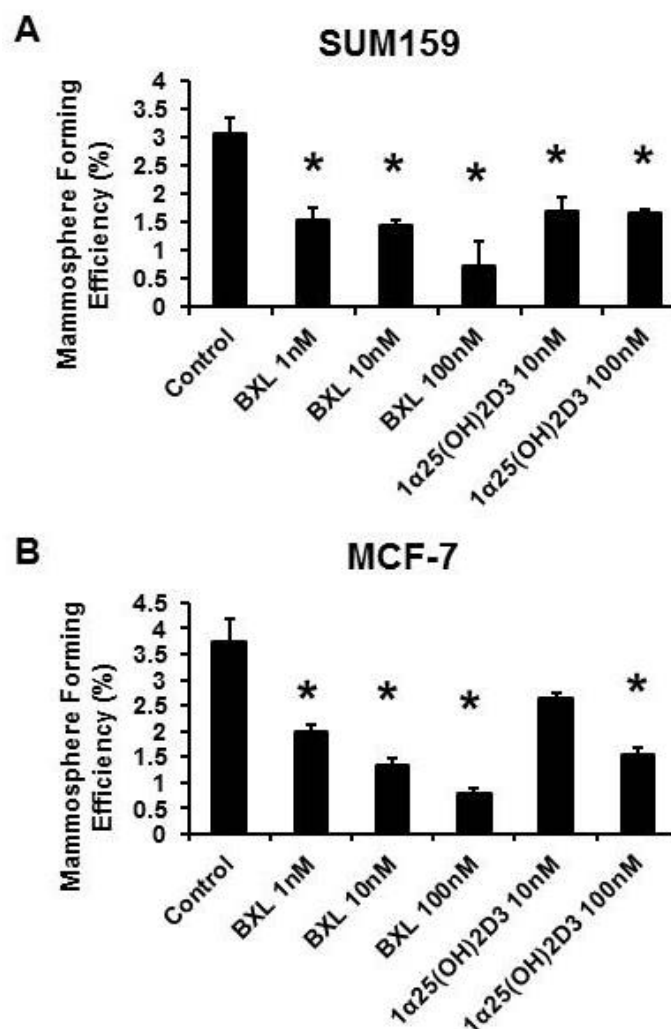 A
SUM159
Mammosphere Forming
Efficiency (%)
4
3.5
3
2.5
2
1.5
1
0.5
0
* * * * *
Control
BXL 1nM
BXL 10nM
BXL 100nM
1α25(OH)2D3 10nM
1α25(OH)2D3 100nM
B
MCF-7
Mammosphere Forming
Efficiency (%)
4.5
4
3.5
3
2.5
2
1.5
1
0.5
0
* * * *
Control
BXL 1nM
BXL 10nM
BXL 100nM
1α25(OH)2D3 10nM
1α25(OH)2D3 100nM